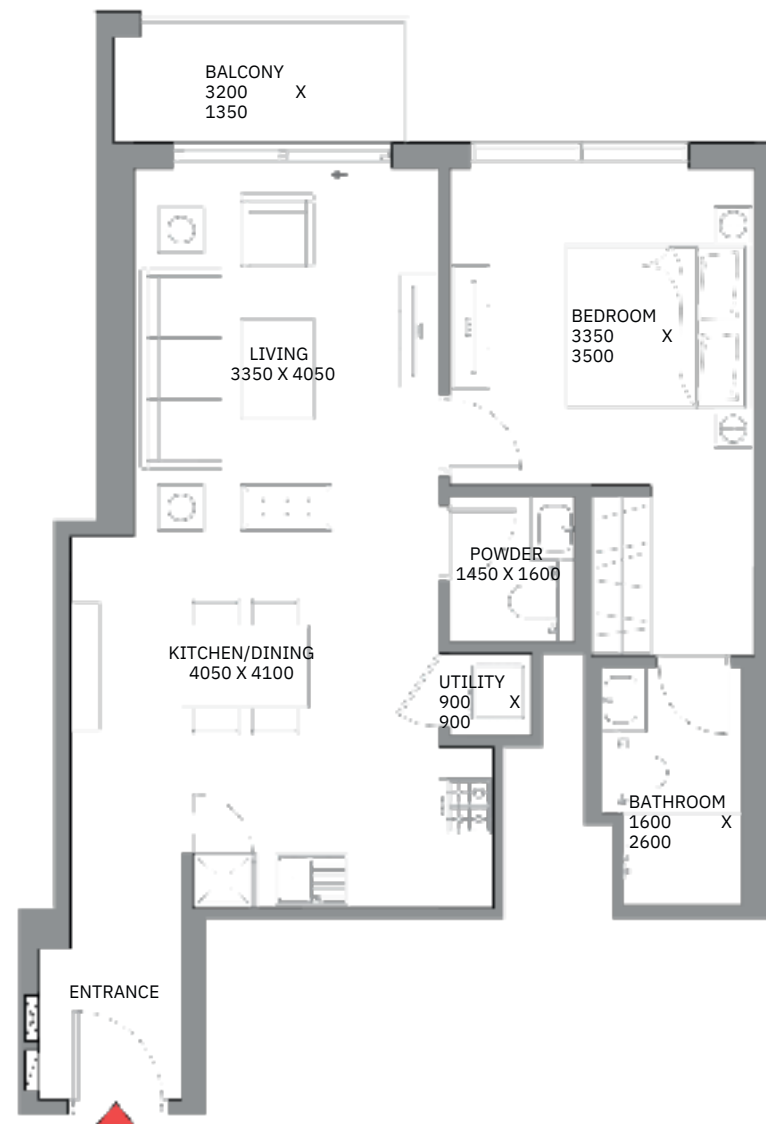 BALCONY
3200 X
1350
BEDROOM
3350 X
3500
LIVING
3350 X 4050
POWDER
1450 X 1600
KITCHEN/DINING
4050 X 4100
UTILITY
900 X
900
BATHROOM
1600 X
2600
ENTRANCE